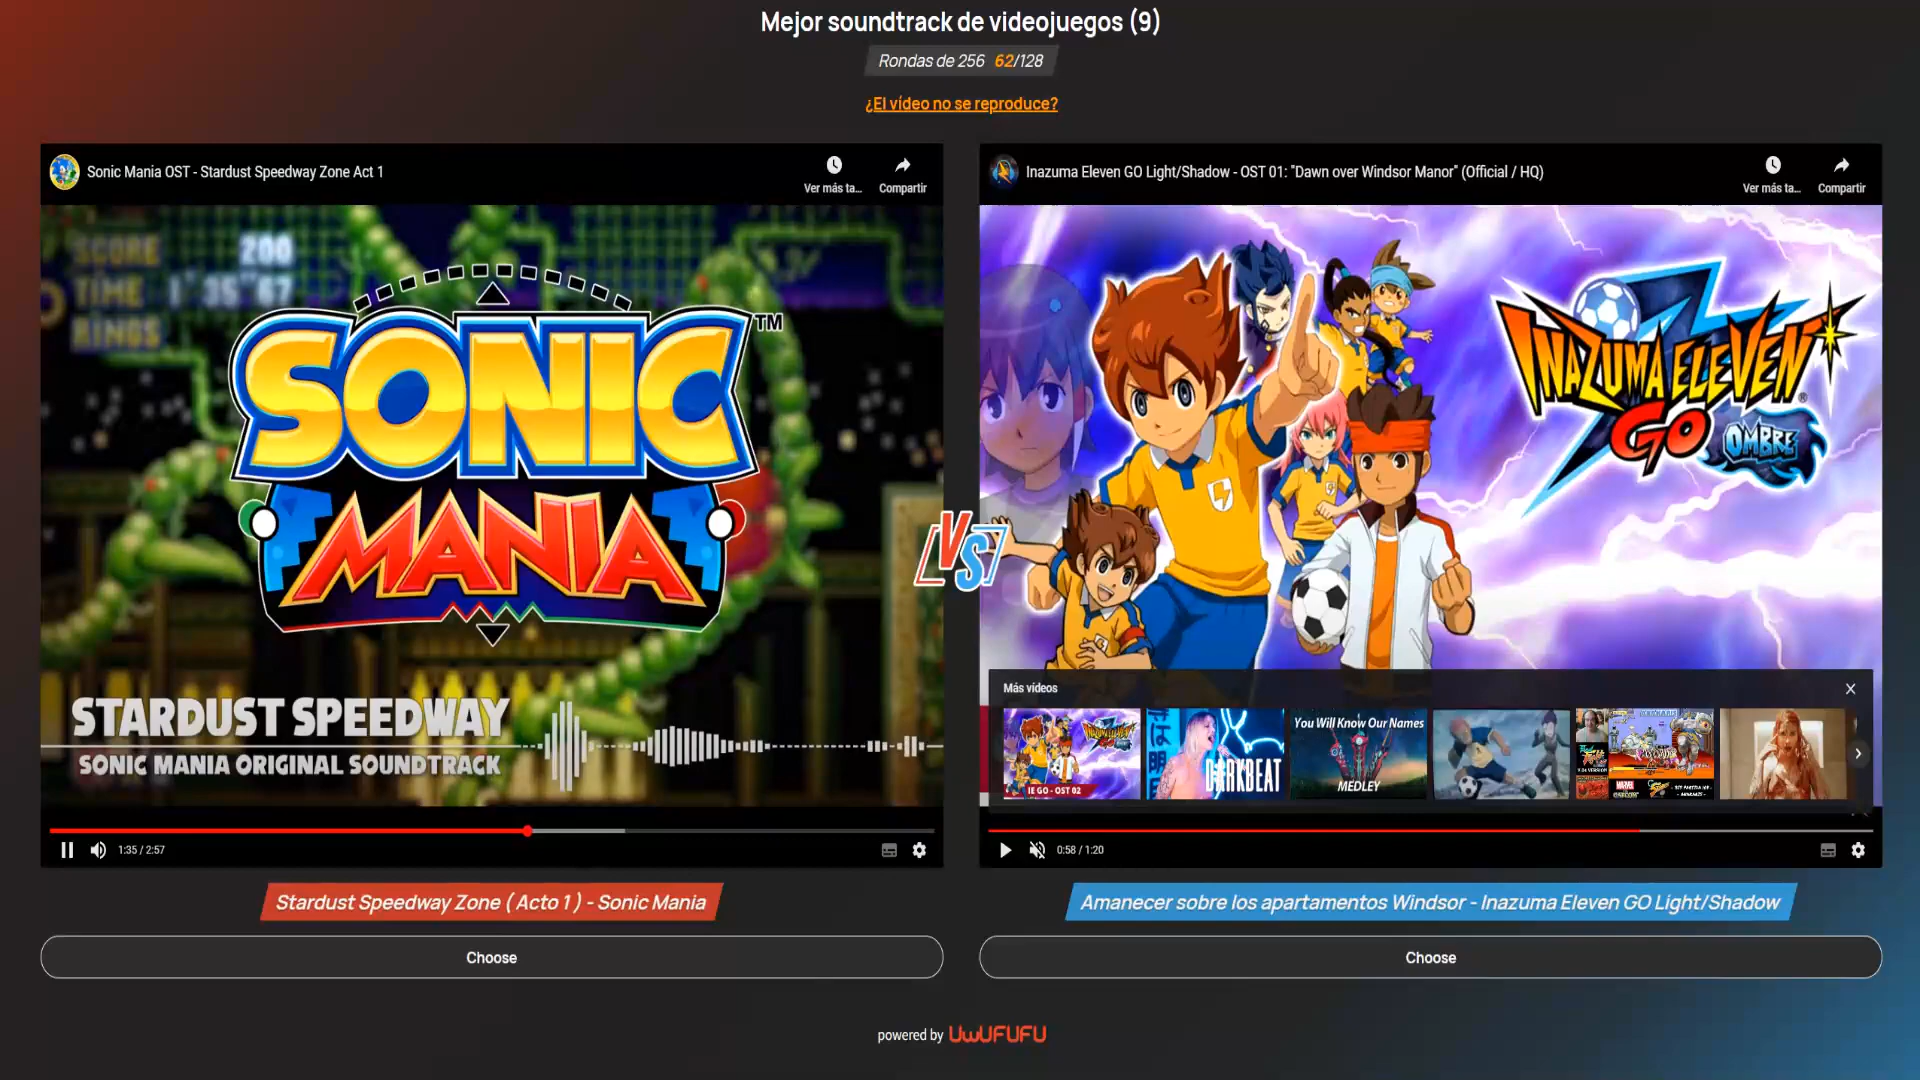 Mejor soundtrack de videojuegos (9)
Rondas de 256 62/128
¿El vídeo no se reproduce?
Sonic Mania OST - Stardust Speedway Zone Act 1
Ver más ta...
Compartir
SCORE 200
TIME 1'35"67
RINGS
SONIC
MANIA
TM
STARDUST SPEEDWAY
SONIC MANIA ORIGINAL SOUNDTRACK
1:35 / 2:57
Stardust Speedway Zone (Acto 1) - Sonic Mania
Choose
VS
Inazuma Eleven GO Light/Shadow - OST 01: "Dawn over Windsor Manor" (Official / HQ)
Ver más ta...
Compartir
INAZUMA ELEVEN
GO
OMBRE
Más vídeos
IE GO - OST 02
DARKBEAT
You Will Know Our Names
MEDLEY
0:58 / 1:20
Amanecer sobre los apartamentos Windsor - Inazuma Eleven GO Light/Shadow
Choose
powered by UwUFUFU